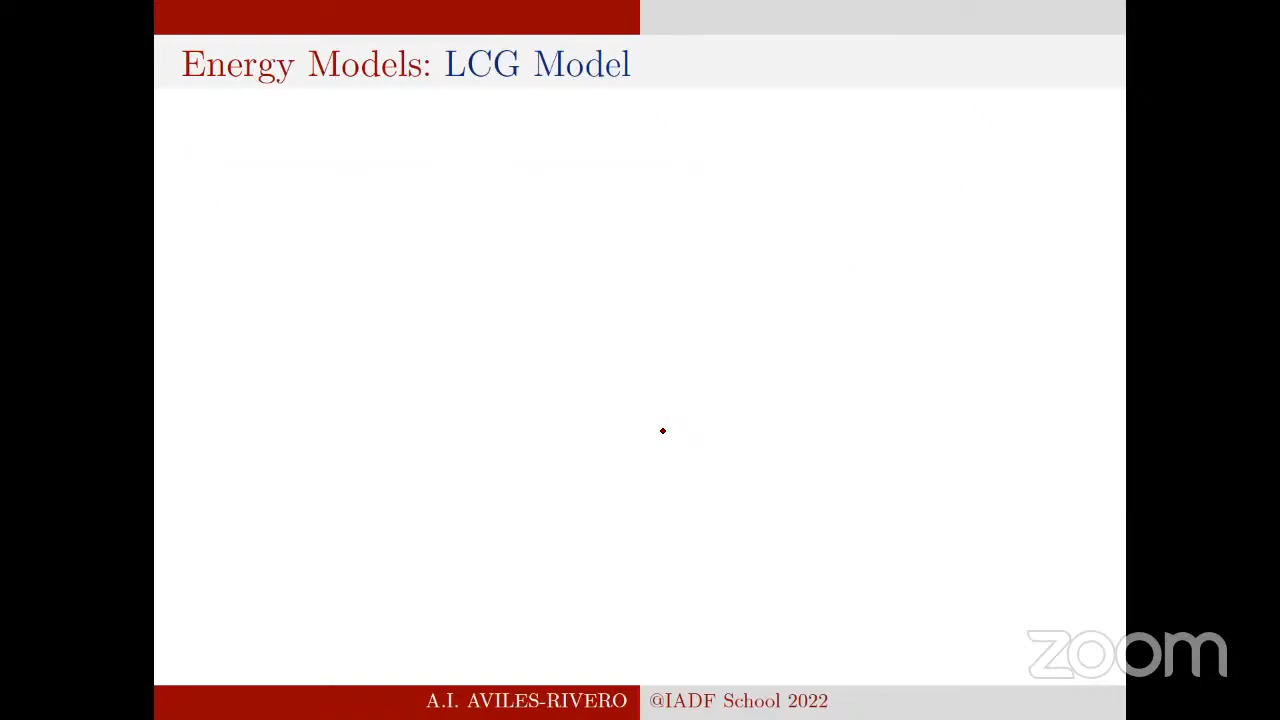 Energy Models: LCG Model
zoom
A.I. AVILES-RIVERO @IADF School 2022